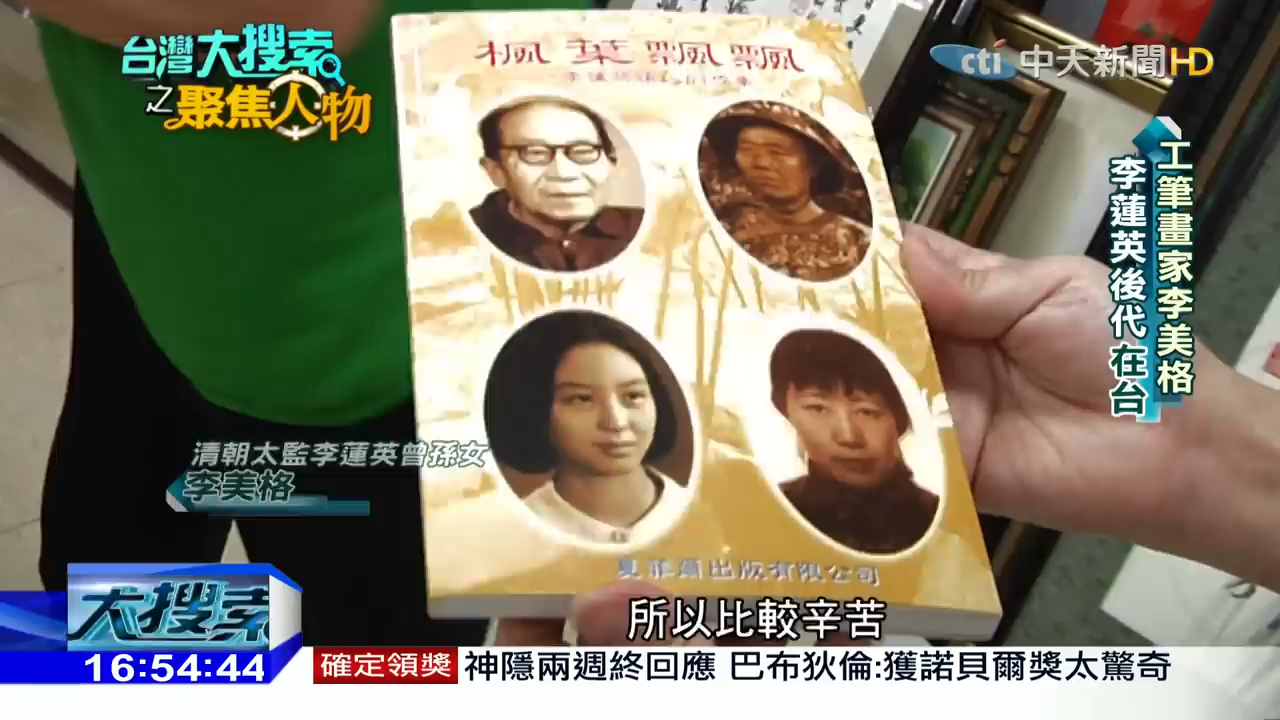 台灣大搜索
之聚焦人物
cti 中天新聞HD
楓葉飄飄
工筆畫家李美格
李蓮英後代在台
清朝太監李蓮英曾孫女
李美格
夏菲爾出版有限公司
所以比較辛苦
大搜索
16:54:44
確定領獎 神隱兩週終回應 巴布狄倫:獲諾貝爾獎太驚奇